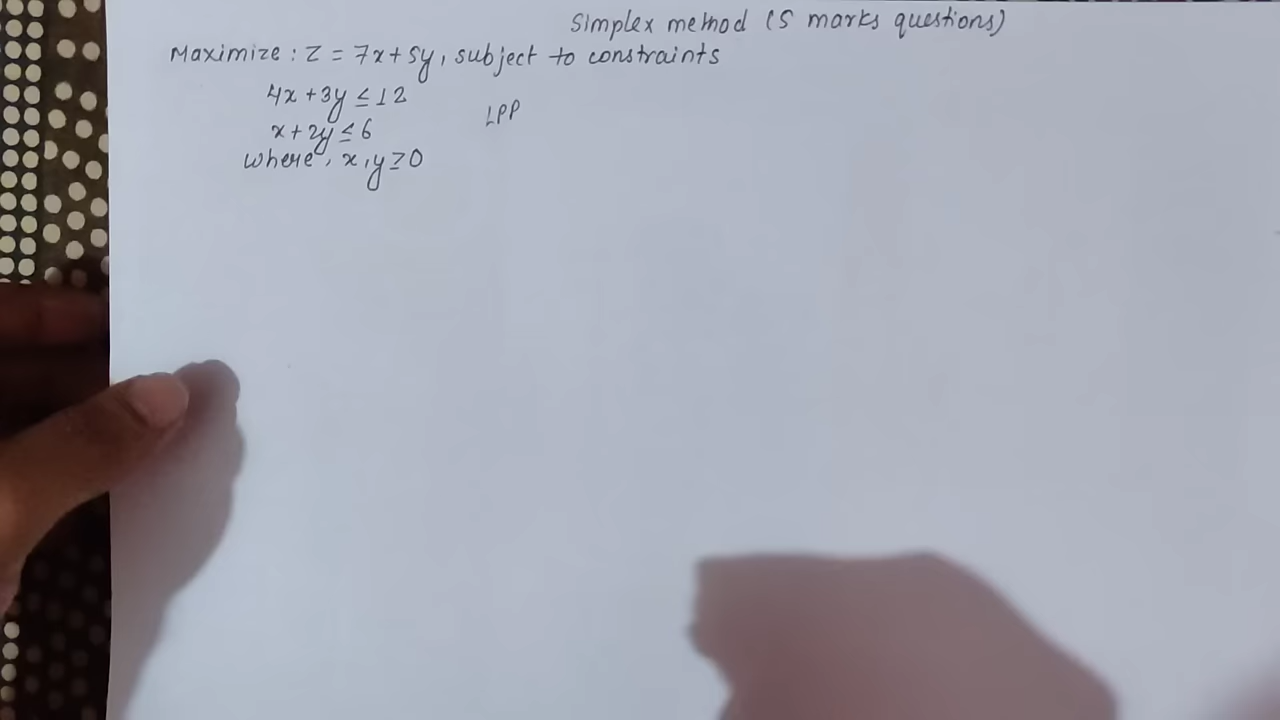 Simplex method (5 marks questions)
Maximize : Z = 7x + 5y, subject to constraints
4x + 3y ≤ 12
LPP
x + 2y ≤ 6
where, x, y ≥ 0